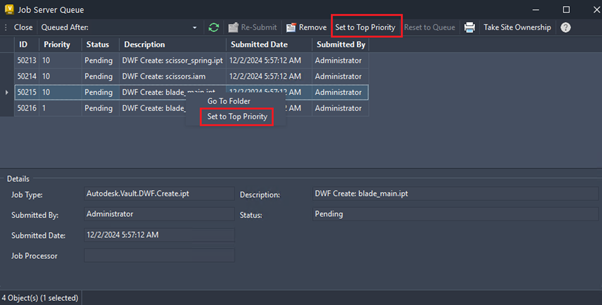 Job Server Queue
Close Queued After: Re-Submit Remove Set to Top Priority Reset to Queue Take Site Ownership
ID Priority Status Description Submitted Date Submitted By
50213 10 Pending DWF Create: scissor_spring.ipt 12/2/2024 5:57:12 AM Administrator
50214 10 Pending DWF Create: scissors.iam 12/2/2024 5:57:12 AM Administrator
50215 10 Pending DWF Create: blade_main.ipt 12/2/2024 5:57:12 AM Administrator
Go To Folder
50216 1 Pending DWF Create: blade_ 12/2/2024 5:57:12 AM Administrator
Set to Top Priority
Details
Job Type: Autodesk.Vault.DWF.Create.ipt Description: DWF Create: blade_main.ipt
Submitted By: Administrator Status: Pending
Submitted Date: 12/2/2024 5:57:12 AM
Job Processor
4 Object(s) (1 selected)